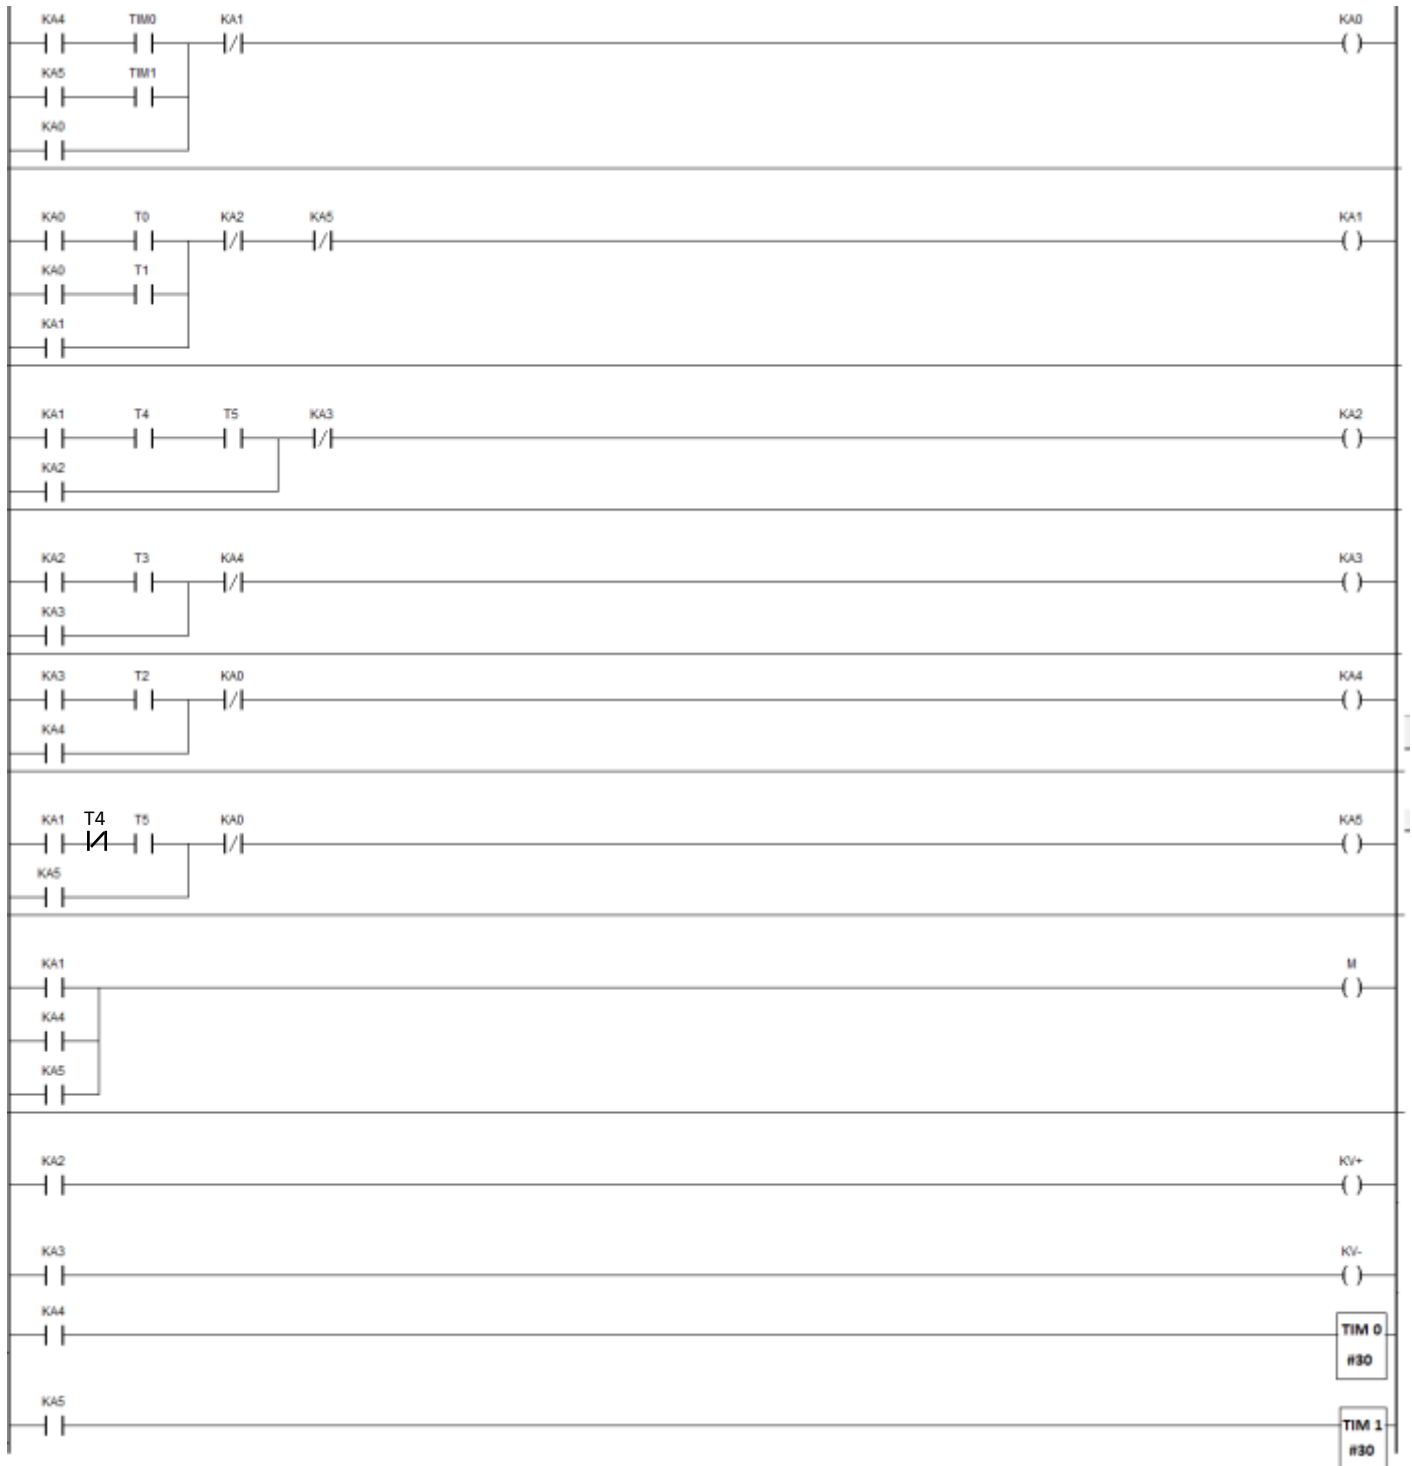 KA4 TIM0 KA1 KA0
KA5 TIM1
KA0
KA0 T0 KA2 KA5 KA1
KA0 T1
KA1
KA1 T4 T5 KA3 KA2
KA2
KA2 T3 KA4 KA3
KA3
KA3 T2 KA0 KA4
KA4
KA1 T4 T5 KA0 KA5
KA5
KA1 M
KA4
KA5
KA2 KV+
KA3 KV-
KA4
TIM 0
#30
KA5
TIM 1
#30